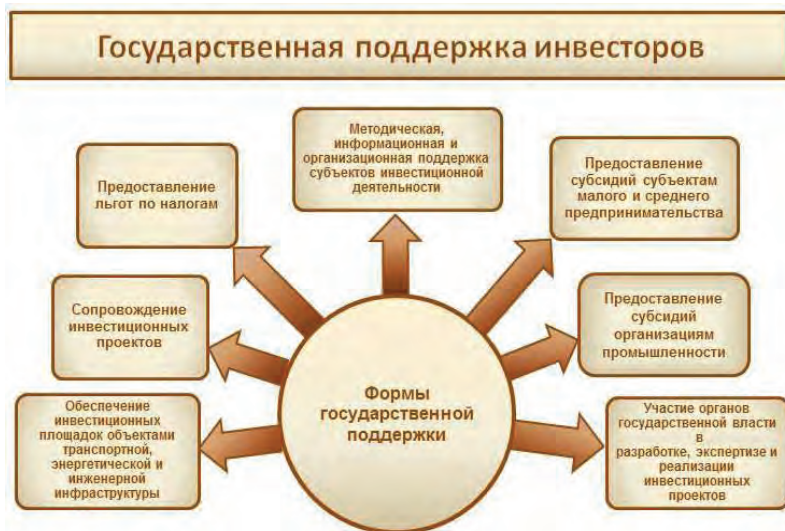 Государственная поддержка инвесторов
Методическая,
информационная и
организационная поддержка
субъектов инвестиционной
деятельности
Предоставление
льгот по налогам
Предоставление
субсидий субъектам
малого и среднего
предпринимательства
Сопровождение
инвестиционных
проектов
Предоставление
субсидий
организациям
промышленности
Обеспечение
инвестиционных
площадок объектами
транспортной,
энергетической и
инженерной
инфраструктуры
Формы
государственной
поддержки
Участие органов
государственной власти
в
разработке, экспертизе и
реализации
инвестиционных
проектов